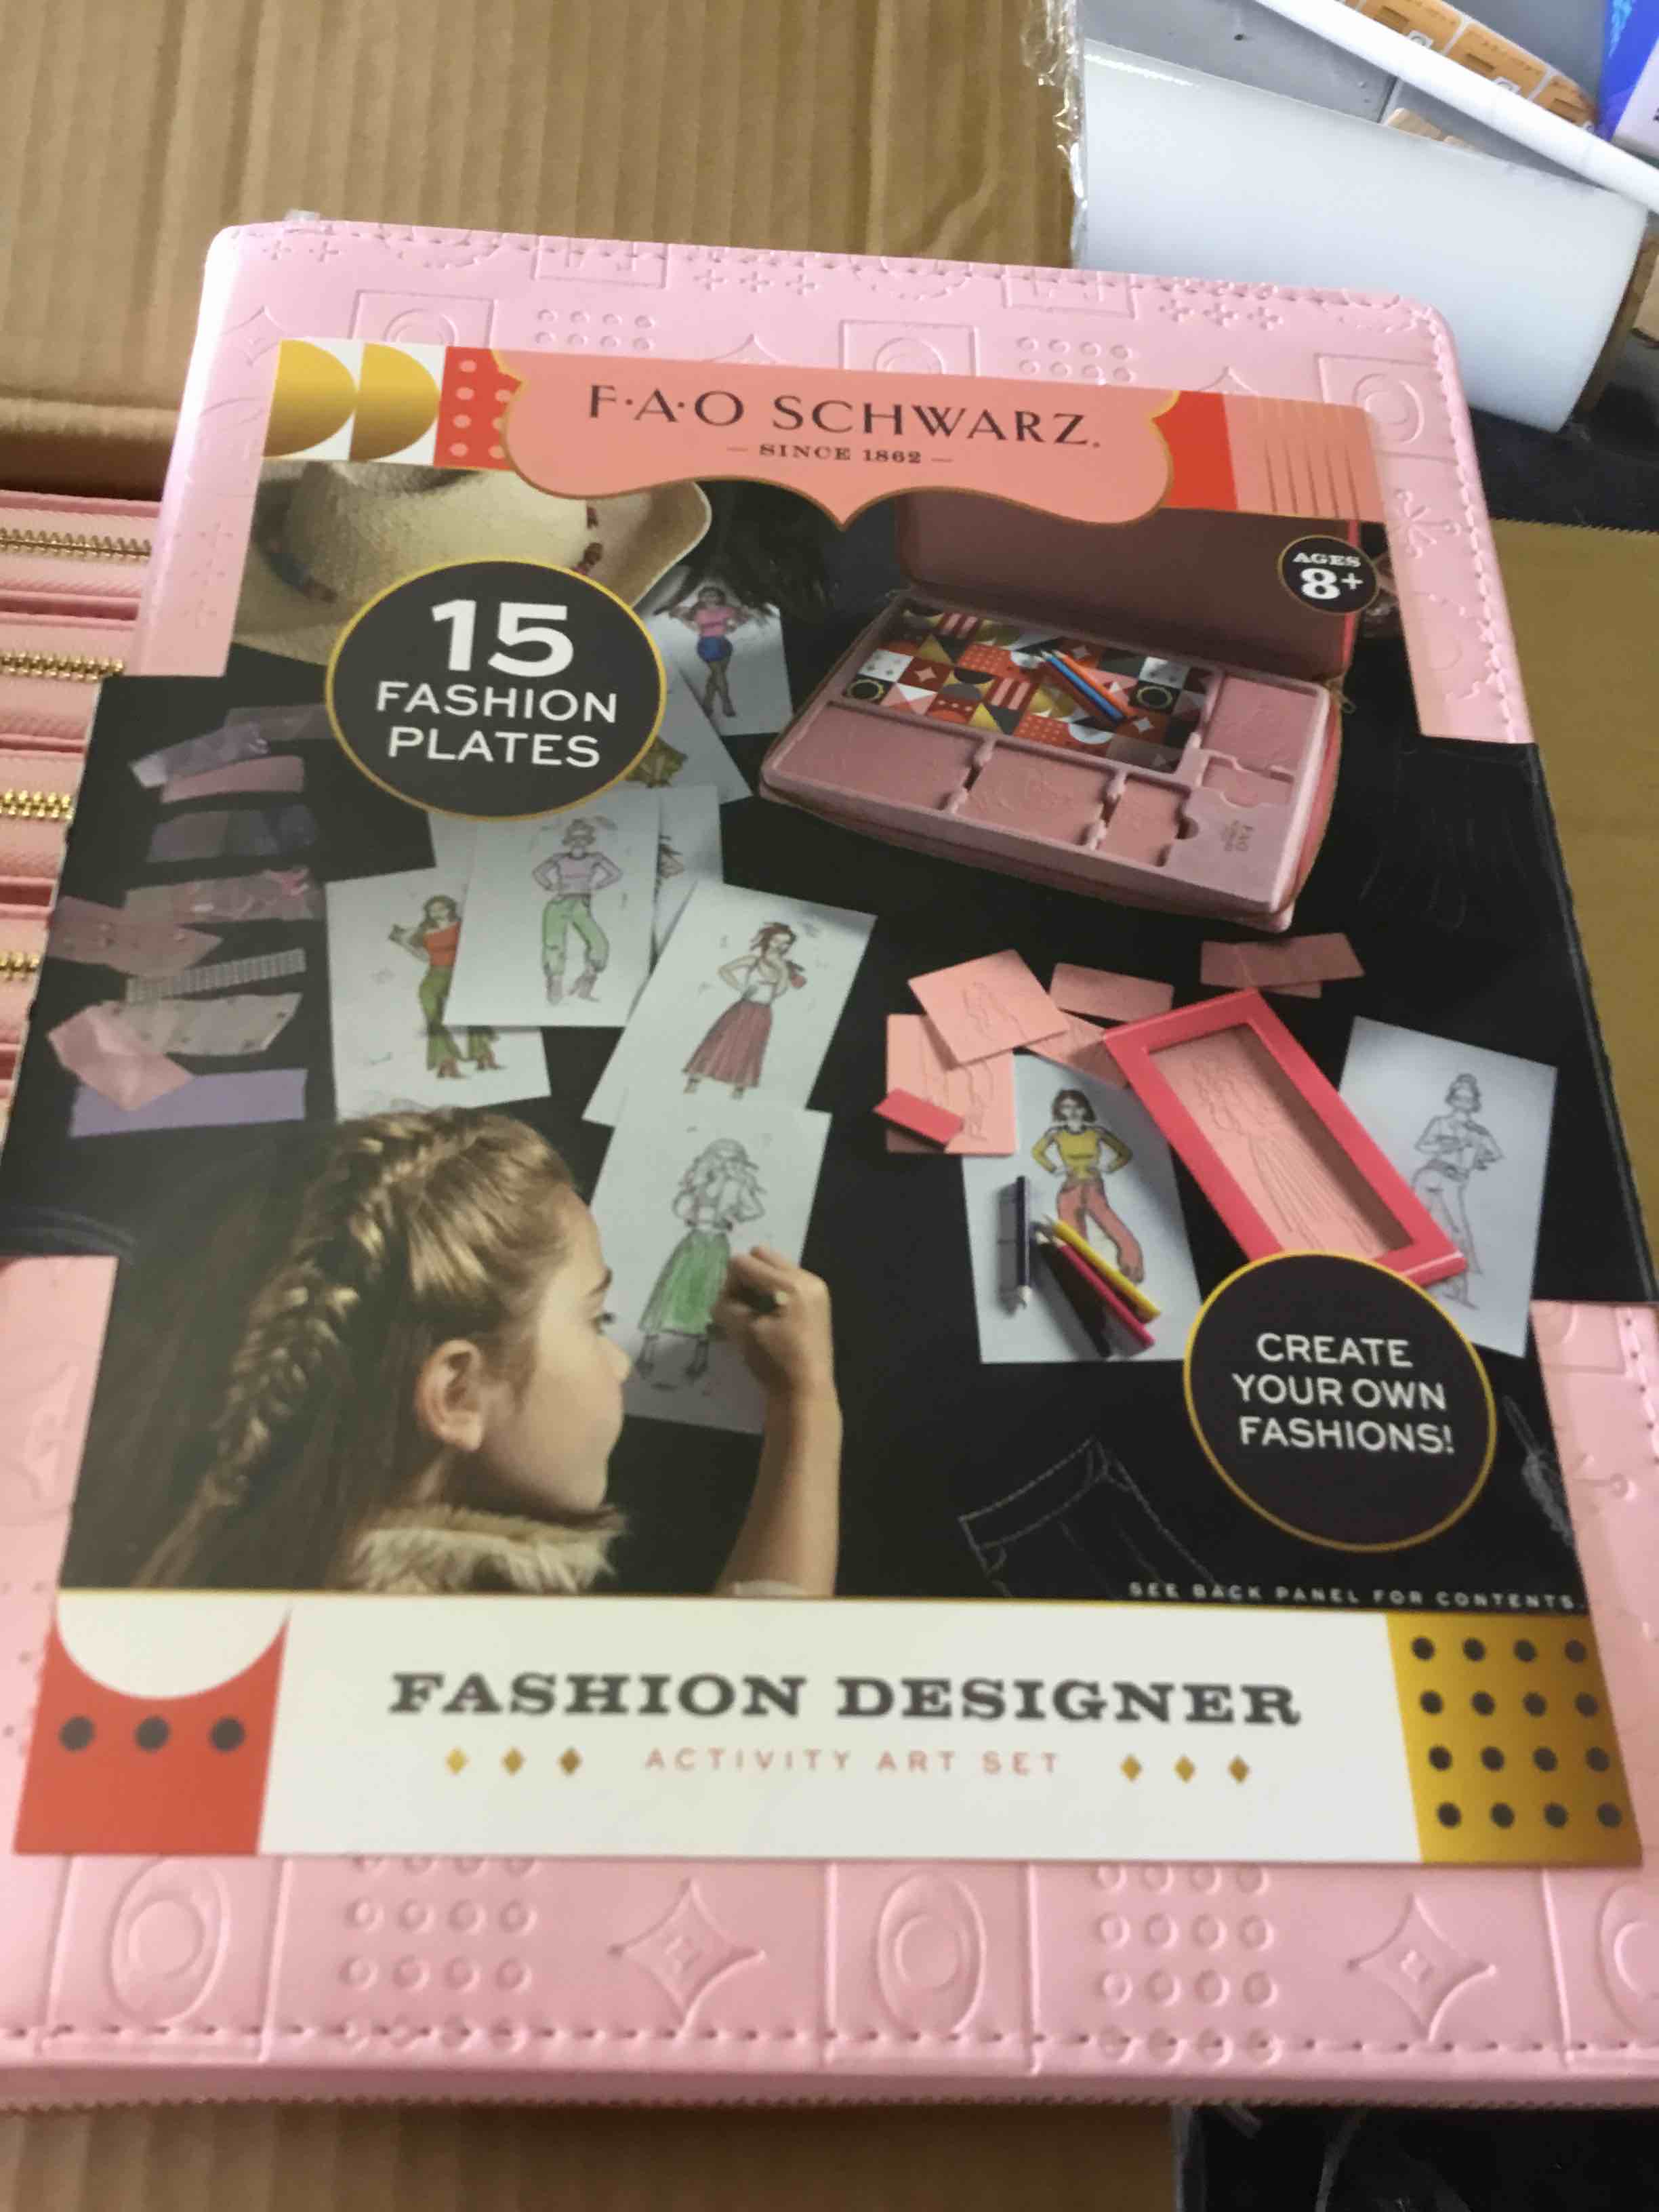 F·A·O SCHWARZ.
— SINCE 1862 —
AGES
8+
15
FASHION
PLATES
CREATE
YOUR OWN
FASHIONS!
SEE BACK PANEL FOR CONTENTS.
FASHION DESIGNER
ACTIVITY ART SET